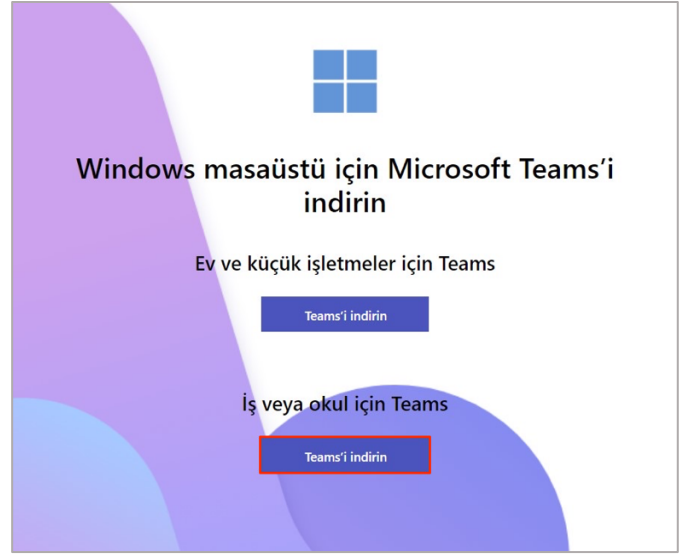 Windows masaüstü için Microsoft Teams’i
indirin
Ev ve küçük işletmeler için Teams
Teams’i indirin
İş veya okul için Teams
Teams’i indirin